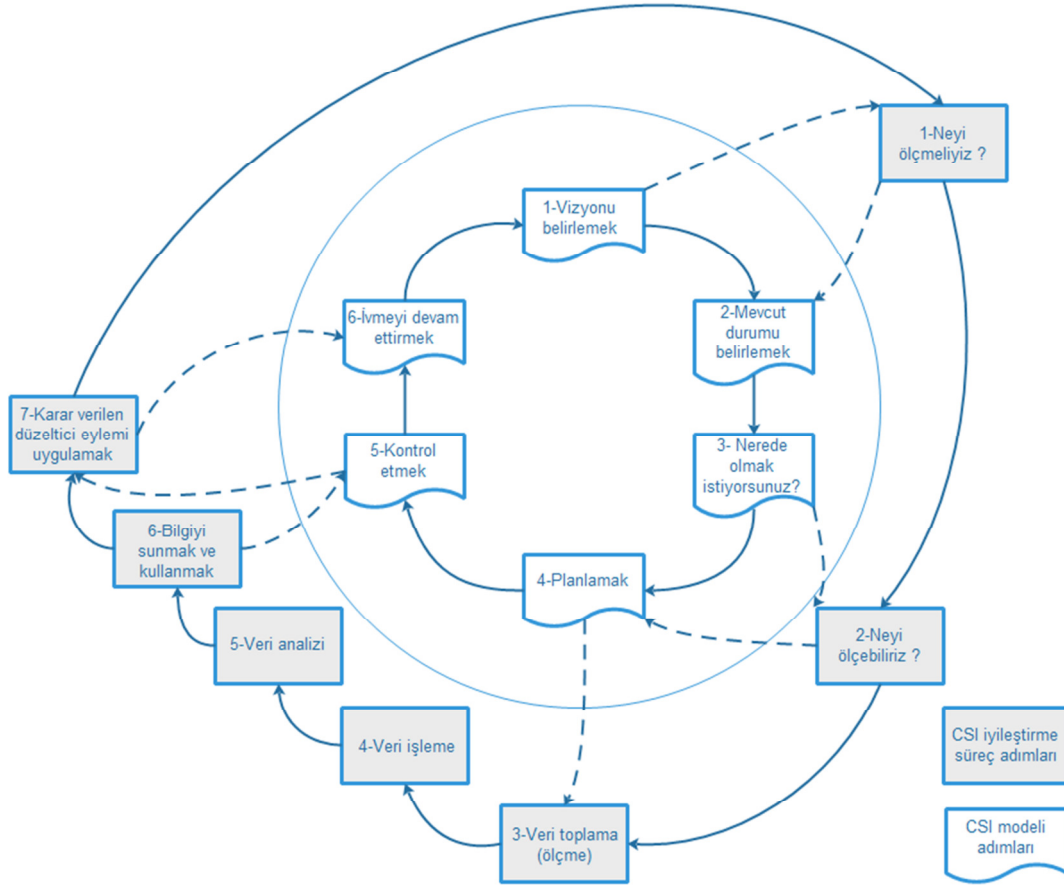 1-Neyi
ölçmeliyiz ?
1-Vizyonu
belirlemek
6-İvmeyi devam
ettirmek
2-Mevcut
durumu
belirlemek
7-Karar verilen
düzeltici eylemi
uygulamak
5-Kontrol
etmek
3- Nerede
olmak
istiyorsunuz?
6-Bilgiyi
sunmak ve
kullanmak
4-Planlamak
5-Veri analizi
2-Neyi
ölçebiliriz ?
4-Veri işleme
CSI iyileştirme
süreç adımları
3-Veri toplama
(ölçme)
CSI modeli
adımları